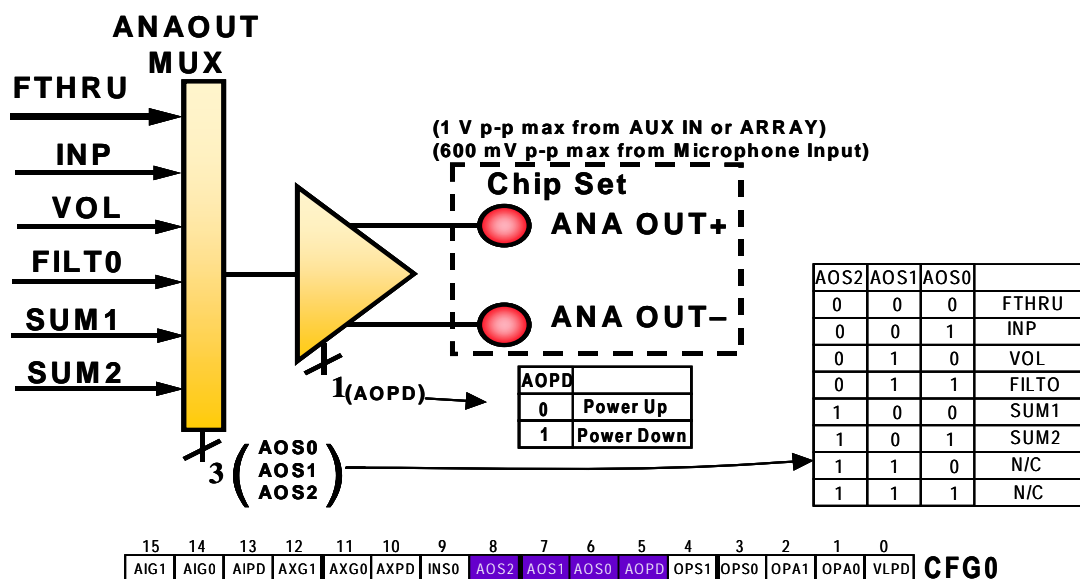 ANAOUT
MUX
FTHRU
INP
VOL
FILT0
SUM1
SUM2
(1 V p-p max from AUX IN or ARRAY)
(600 mV p-p max from Microphone Input)
Chip Set
ANA OUT+
ANA OUT–
1(AOPD)
AOPD
0 Power Up
1 Power Down
3 ( AOS0
AOS1
AOS2 )
AOS2 AOS1 AOS0
0 0 0 FTHRU
0 0 1 INP
0 1 0 VOL
0 1 1 FILTO
1 0 0 SUM1
1 0 1 SUM2
1 1 0 N/C
1 1 1 N/C
15 14 13 12 11 10 9 8 7 6 5 4 3 2 1 0
AIG1 AIG0 AIPD AXG1 AXG0 AXPD INS0 AOS2 AOS1 AOS0 AOPD OPS1 OPS0 OPA1 OPA0 VLPD CFG0